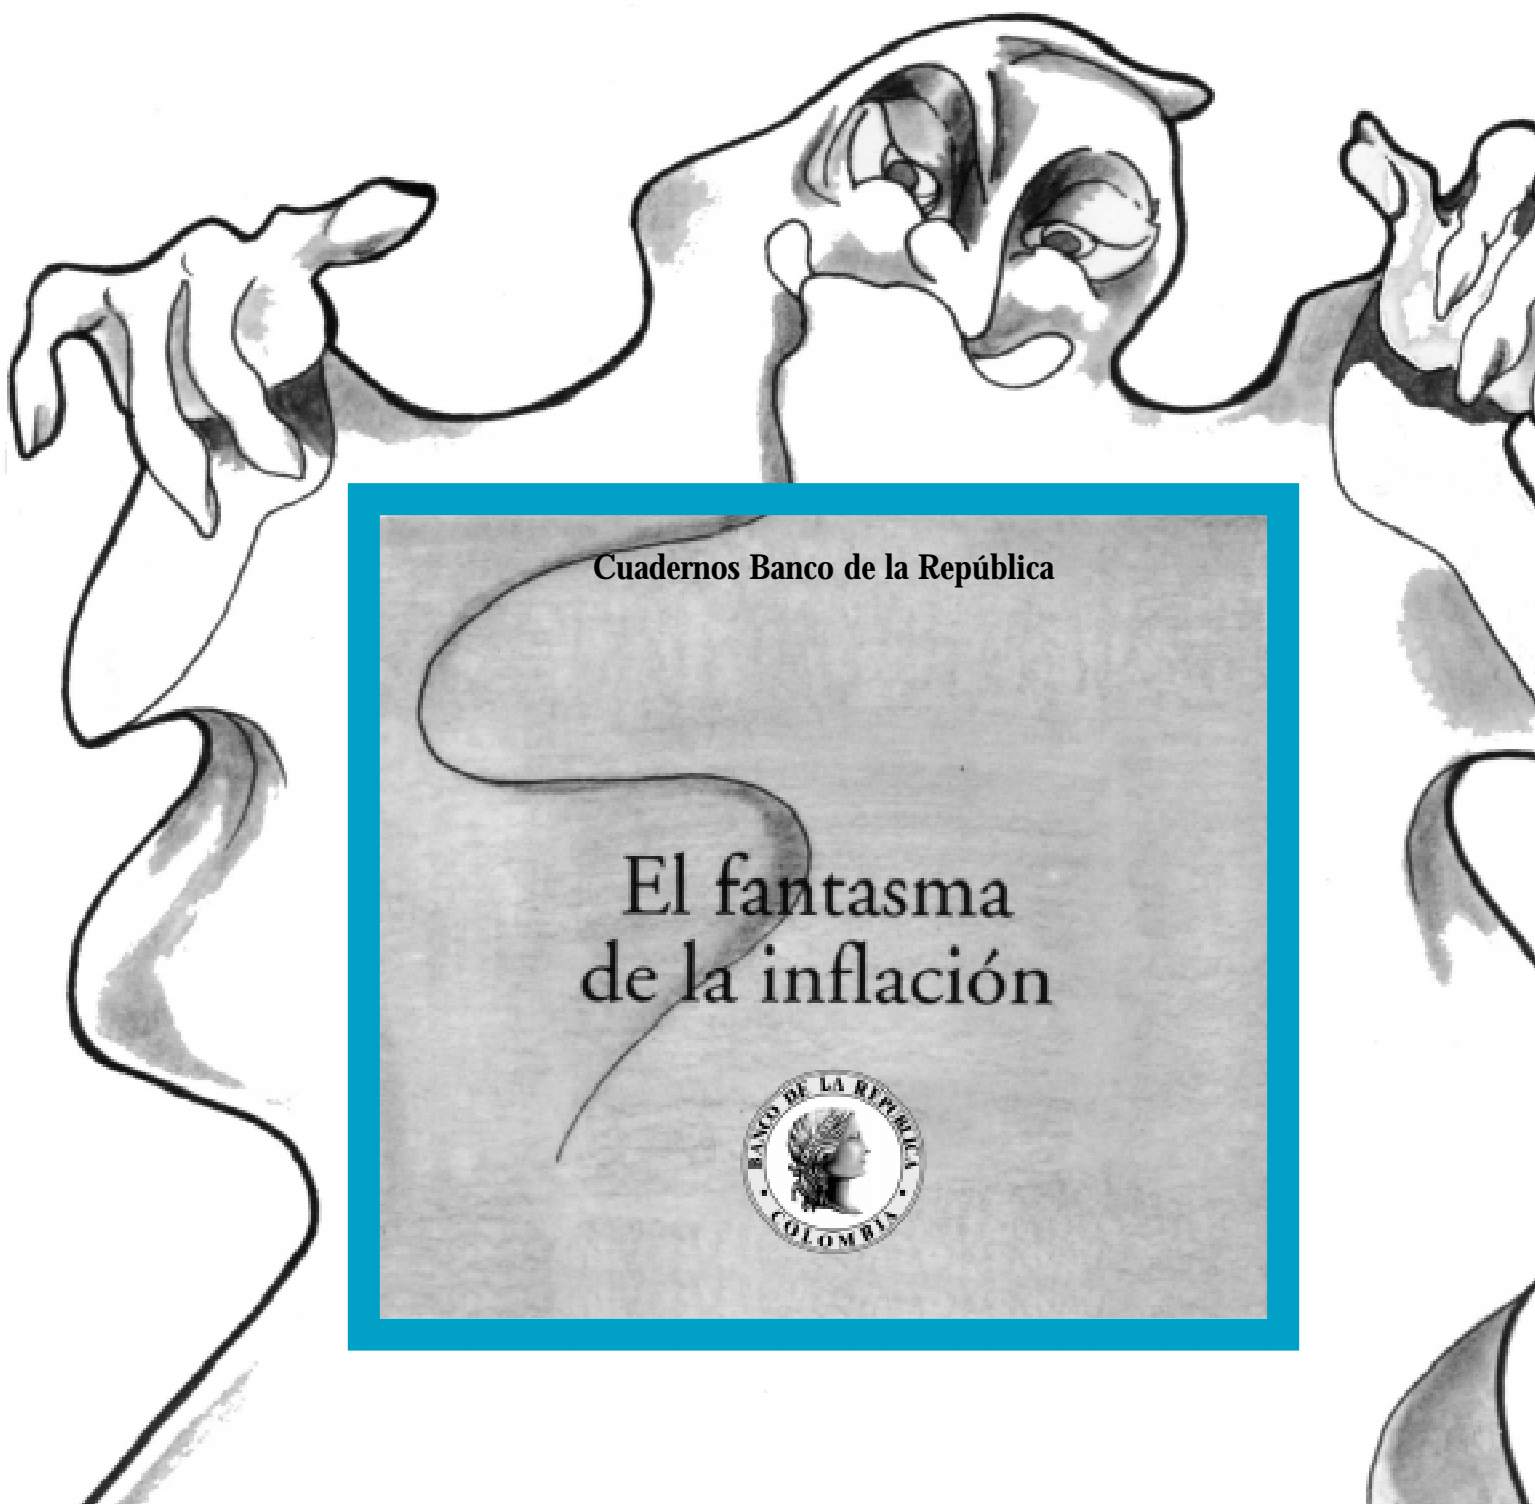 Cuadernos Banco de la República
El fantasma
de la inflación
BANCO DE LA REPUBLICA
COLOMBIA